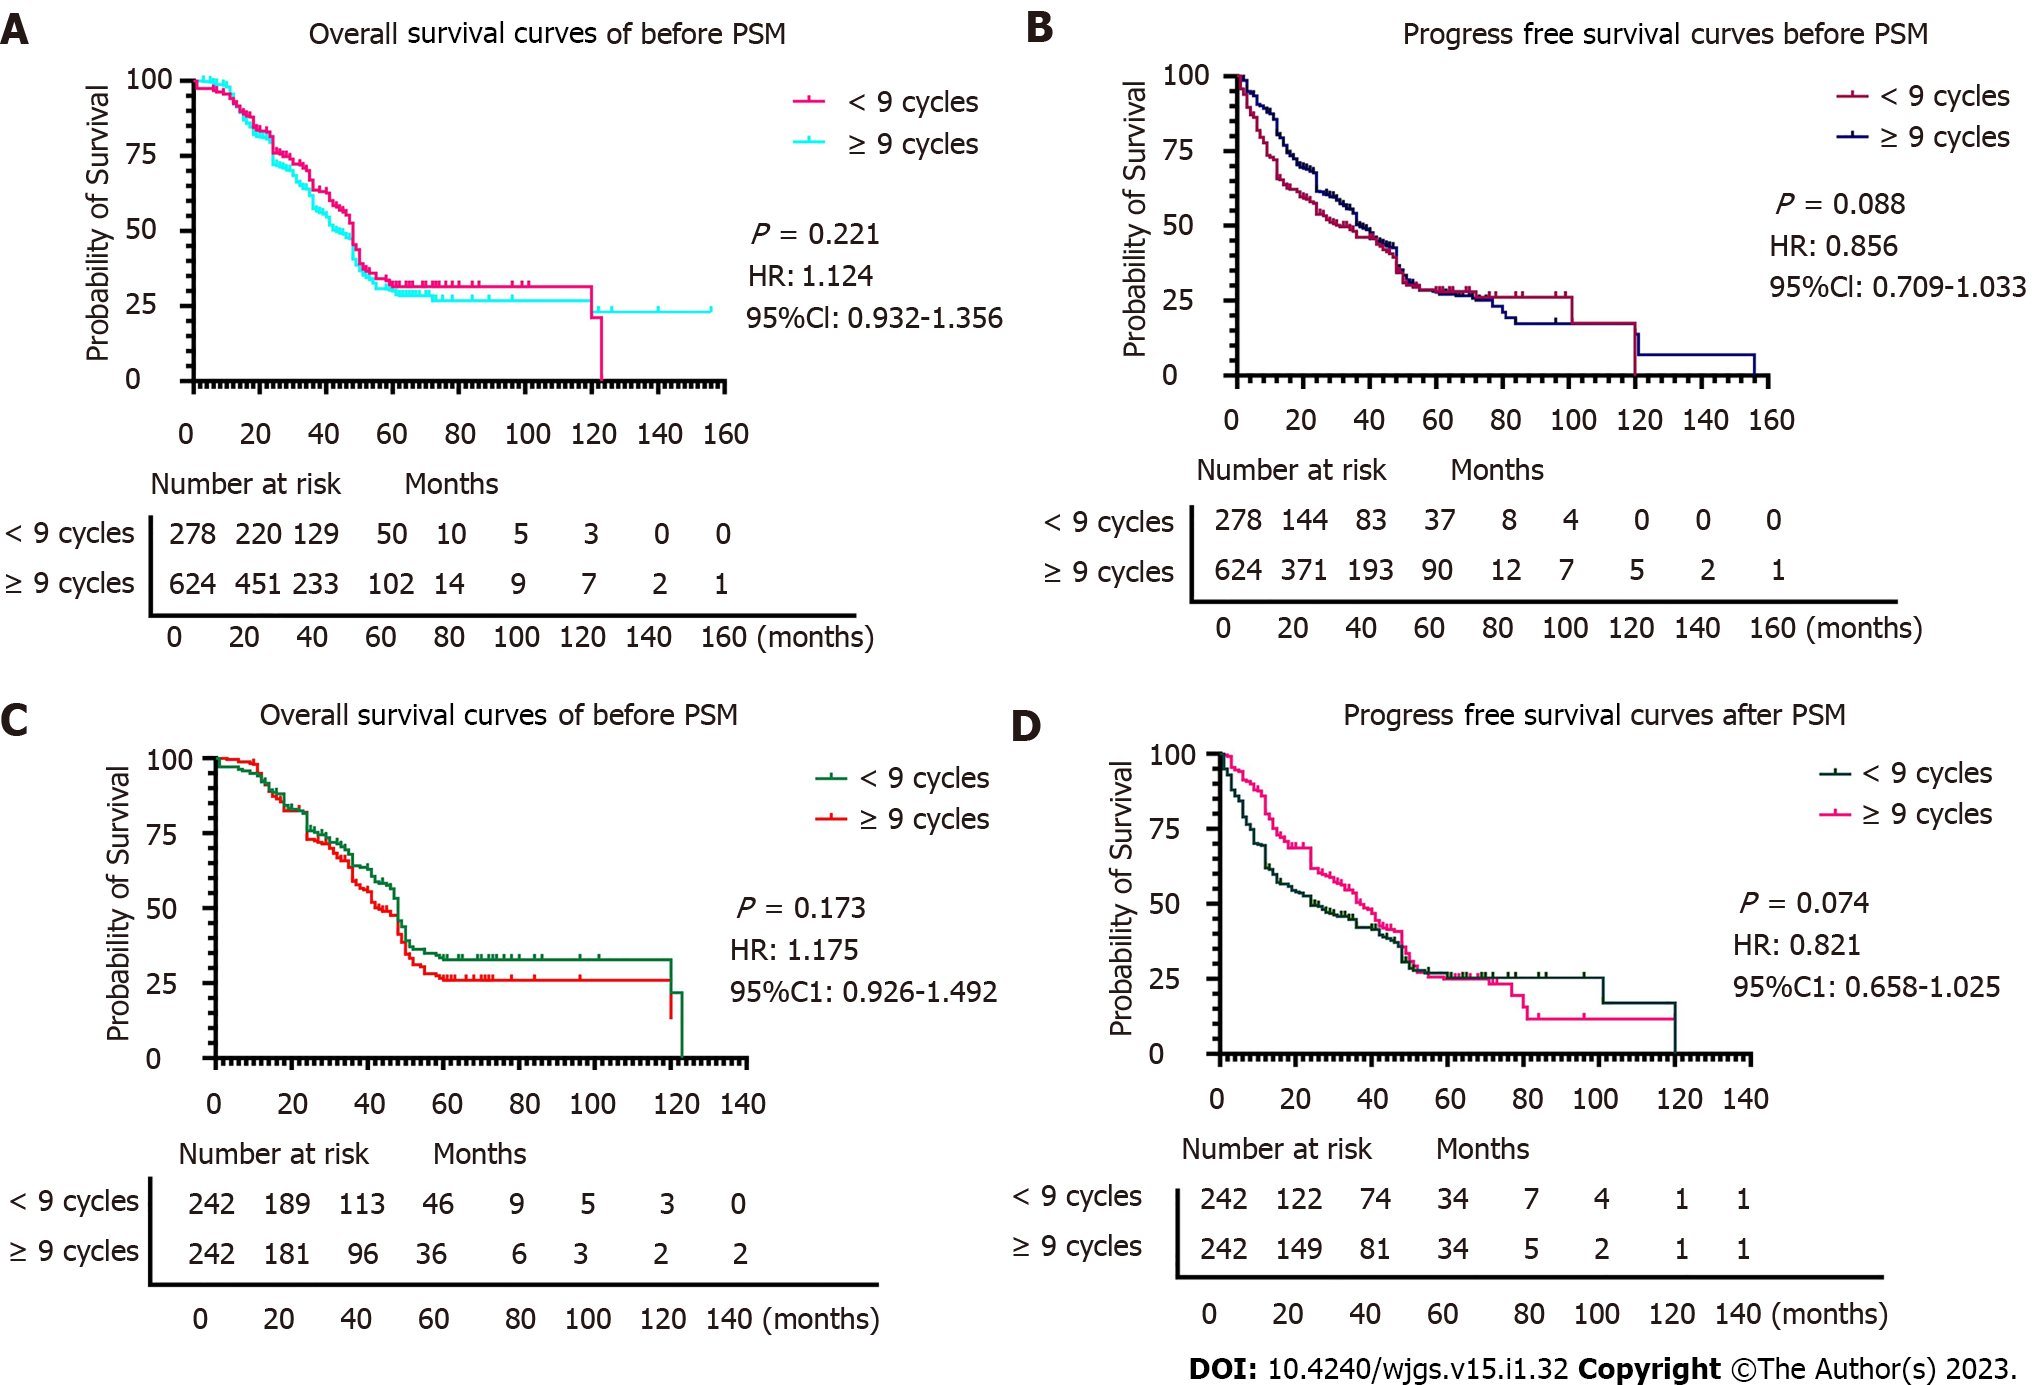 A
Overall survival curves of before PSM
100
75
50
25
0
Probability of Survival
< 9 cycles
≥ 9 cycles
P = 0.221
HR: 1.124
95%Cl: 0.932-1.356
0 20 40 60 80 100 120 140 160
Number at risk Months
< 9 cycles 278 220 129 50 10 5 3 0 0
≥ 9 cycles 624 451 233 102 14 9 7 2 1
0 20 40 60 80 100 120 140 160 (months)
B
Progress free survival curves before PSM
100
75
50
25
0
Probability of Survival
< 9 cycles
≥ 9 cycles
P = 0.088
HR: 0.856
95%Cl: 0.709-1.033
0 20 40 60 80 100 120 140 160
Number at risk Months
< 9 cycles 278 144 83 37 8 4 0 0 0
≥ 9 cycles 624 371 193 90 12 7 5 2 1
0 20 40 60 80 100 120 140 160 (months)
C
Overall survival curves of before PSM
100
75
50
25
0
Probability of Survival
< 9 cycles
≥ 9 cycles
P = 0.173
HR: 1.175
95%C1: 0.926-1.492
0 20 40 60 80 100 120 140
Number at risk Months
< 9 cycles 242 189 113 46 9 5 3 0
≥ 9 cycles 242 181 96 36 6 3 2 2
0 20 40 60 80 100 120 140 (months)
D
Progress free survival curves after PSM
100
75
50
25
0
Probability of Survival
< 9 cycles
≥ 9 cycles
P = 0.074
HR: 0.821
95%C1: 0.658-1.025
0 20 40 60 80 100 120 140
Number at risk Months
< 9 cycles 242 122 74 34 7 4 1 1
≥ 9 cycles 242 149 81 34 5 2 1 1
0 20 40 60 80 100 120 140 (months)
DOI: 10.4240/wjgs.v15.i1.32 Copyright ©The Author(s) 2023.